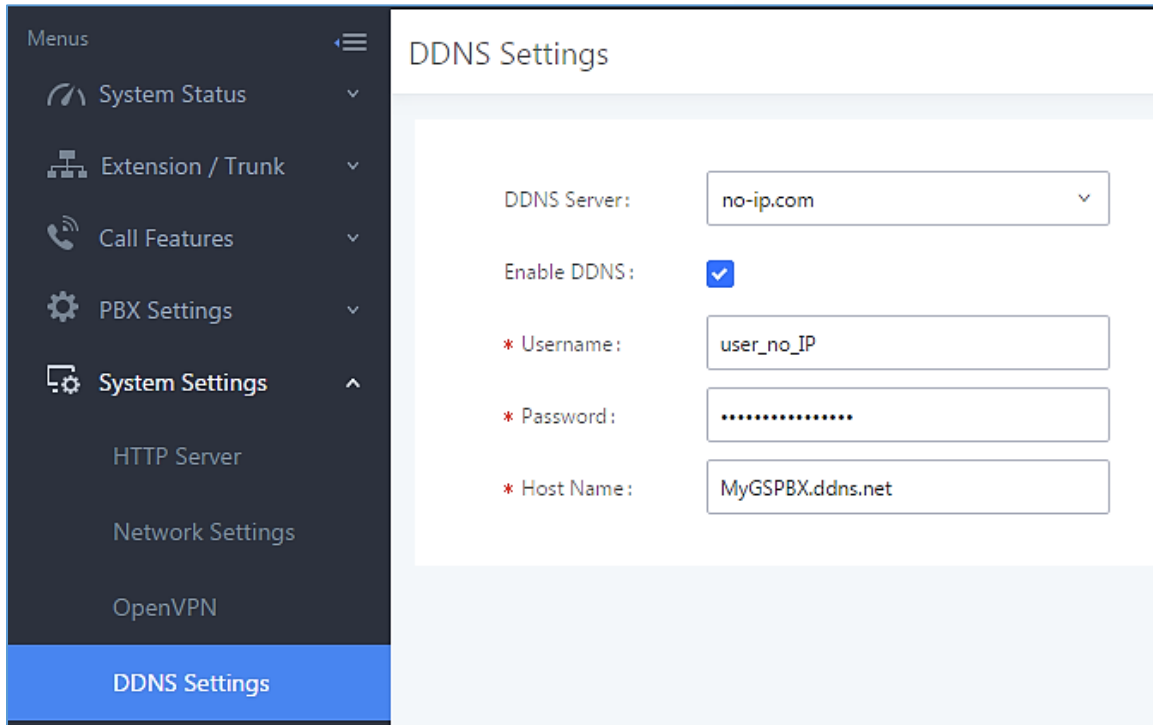 Menus
System Status
Extension / Trunk
Call Features
PBX Settings
System Settings
HTTP Server
Network Settings
OpenVPN
DDNS Settings
DDNS Settings
DDNS Server:
no-ip.com
Enable DDNS:
* Username:
user_no_IP
* Password:
••••••••••••••••
* Host Name:
MyGSPBX.ddns.net